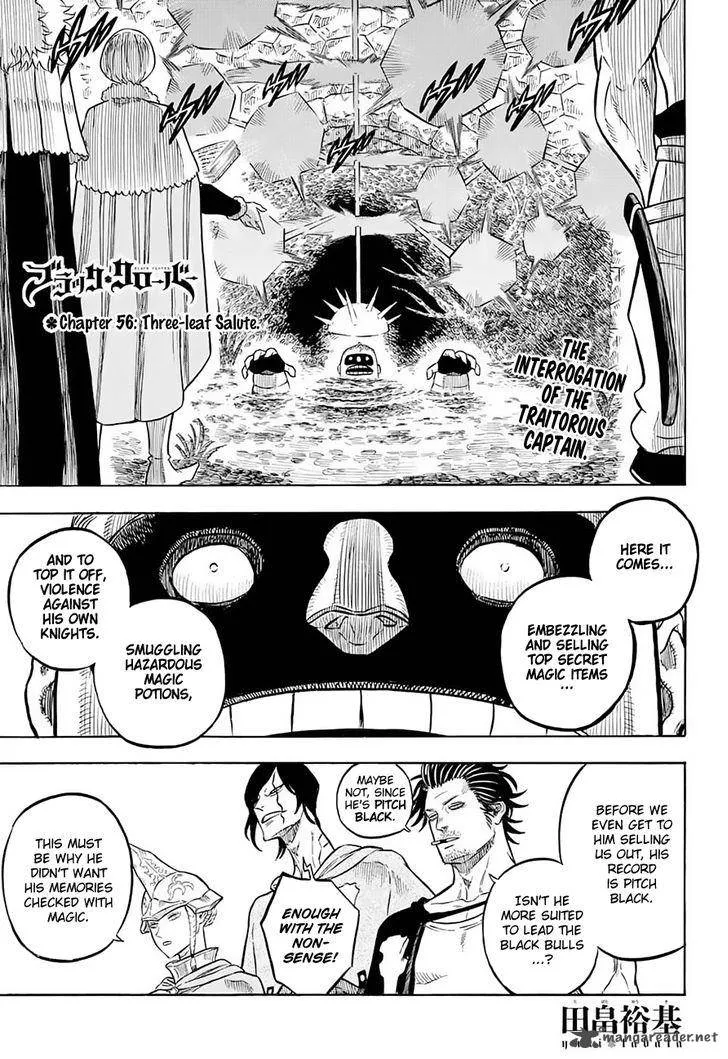 ブラック・クローバー
BLACK CLOVER
Chapter 56: Three-leaf Salute.
THE
INTERROGATION
OF THE
TRAITOROUS
CAPTAIN.
HERE IT
COMES...
EMBEZZLING
AND SELLING
TOP SECRET
MAGIC ITEMS
...
SMUGGLING
HAZARDOUS
MAGIC
POTIONS,
AND TO
TOP IT OFF,
VIOLENCE
AGAINST
HIS OWN
KNIGHTS.
BEFORE WE
EVEN GET TO
HIM SELLING
US OUT, HIS
RECORD
IS PITCH
BLACK.
ISN'T HE
MORE SUITED
TO LEAD THE
BLACK BULLS
...?
MAYBE
NOT, SINCE
HE'S PITCH
BLACK.
ENOUGH
WITH THE
NON-
SENSE!
THIS MUST
BE WHY HE
DIDN'T WANT
HIS MEMORIES
CHECKED WITH
MAGIC.
田畠裕基
mangareader.net